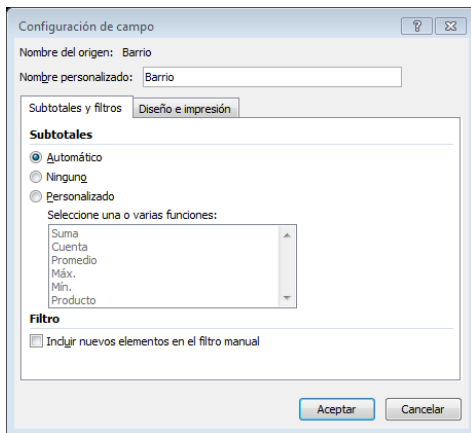 Configuración de campo
Nombre del origen: Barrio
Nombre personalizado: Barrio
Subtotales y filtros Diseño e impresión
Subtotales
Automático
Ninguno
Personalizado
Seleccione una o varias funciones:
Suma
Cuenta
Promedio
Máx.
Mín.
Producto
Filtro
Incluir nuevos elementos en el filtro manual
Aceptar Cancelar